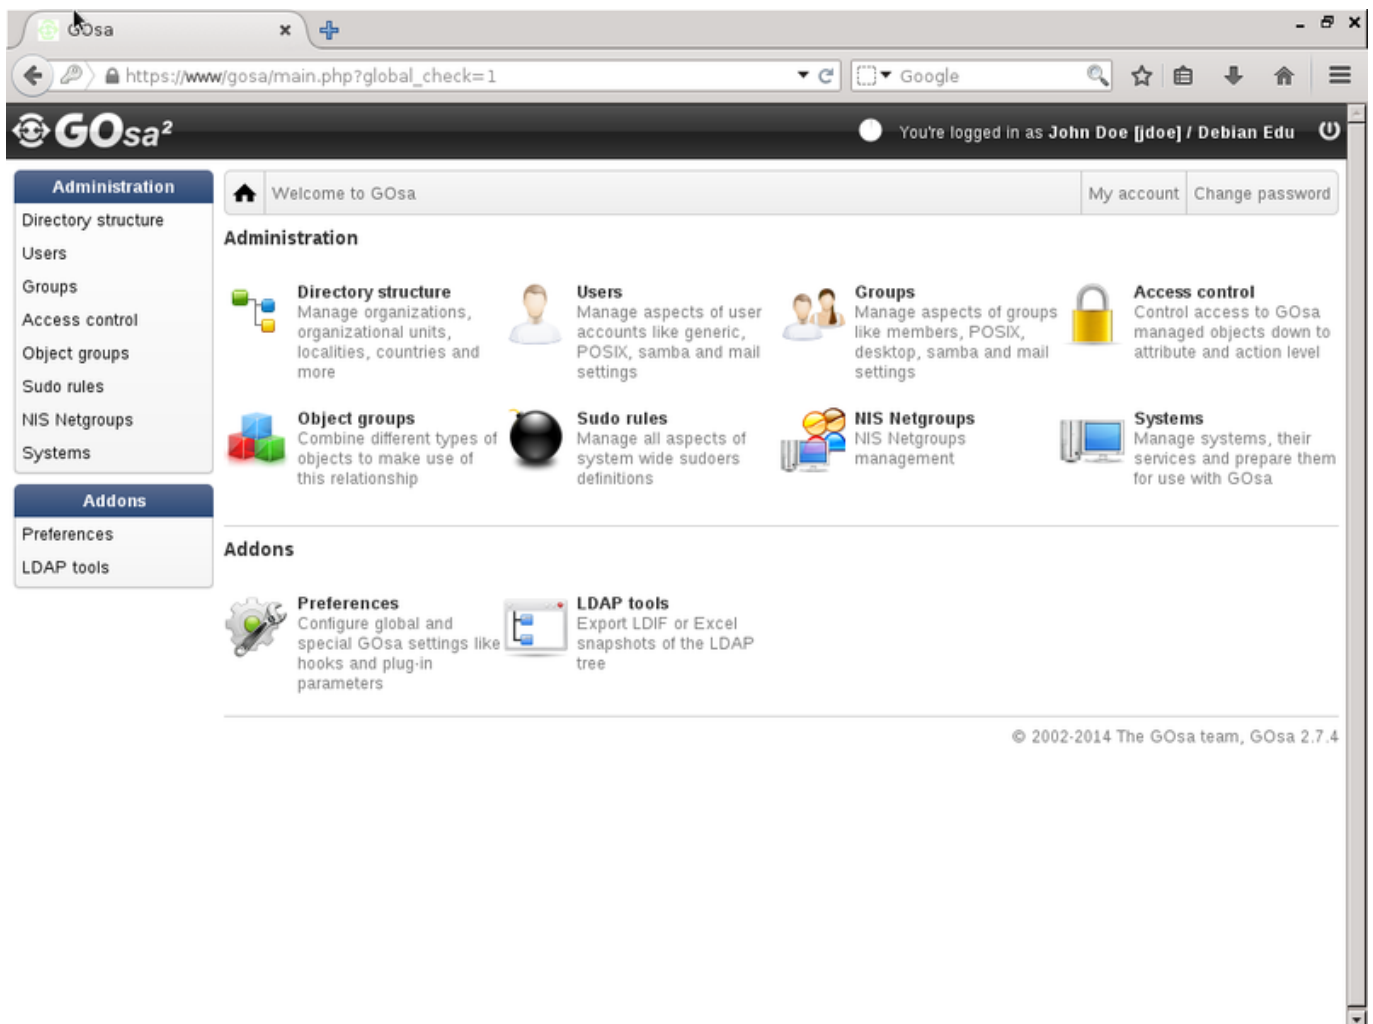 GOsa
https://www/gosa/main.php?global_check=1
Google
GOsa²
You're logged in as John Doe [jdoe] / Debian Edu
Administration
Directory structure
Users
Groups
Access control
Object groups
Sudo rules
NIS Netgroups
Systems
Addons
Preferences
LDAP tools
Welcome to GOsa
My account
Change password
Administration
Directory structure
Manage organizations,
organizational units,
localities, countries and
more
Users
Manage aspects of user
accounts like generic,
POSIX, samba and mail
settings
Groups
Manage aspects of groups
like members, POSIX,
desktop, samba and mail
settings
Access control
Control access to GOsa
managed objects down to
attribute and action level
Object groups
Combine different types of
objects to make use of
this relationship
Sudo rules
Manage all aspects of
system wide sudoers
definitions
NIS Netgroups
NIS Netgroups
management
Systems
Manage systems, their
services and prepare them
for use with GOsa
Addons
Preferences
Configure global and
special GOsa settings like
hooks and plug-in
parameters
LDAP tools
Export LDIF or Excel
snapshots of the LDAP
tree
© 2002-2014 The GOsa team, GOsa 2.7.4